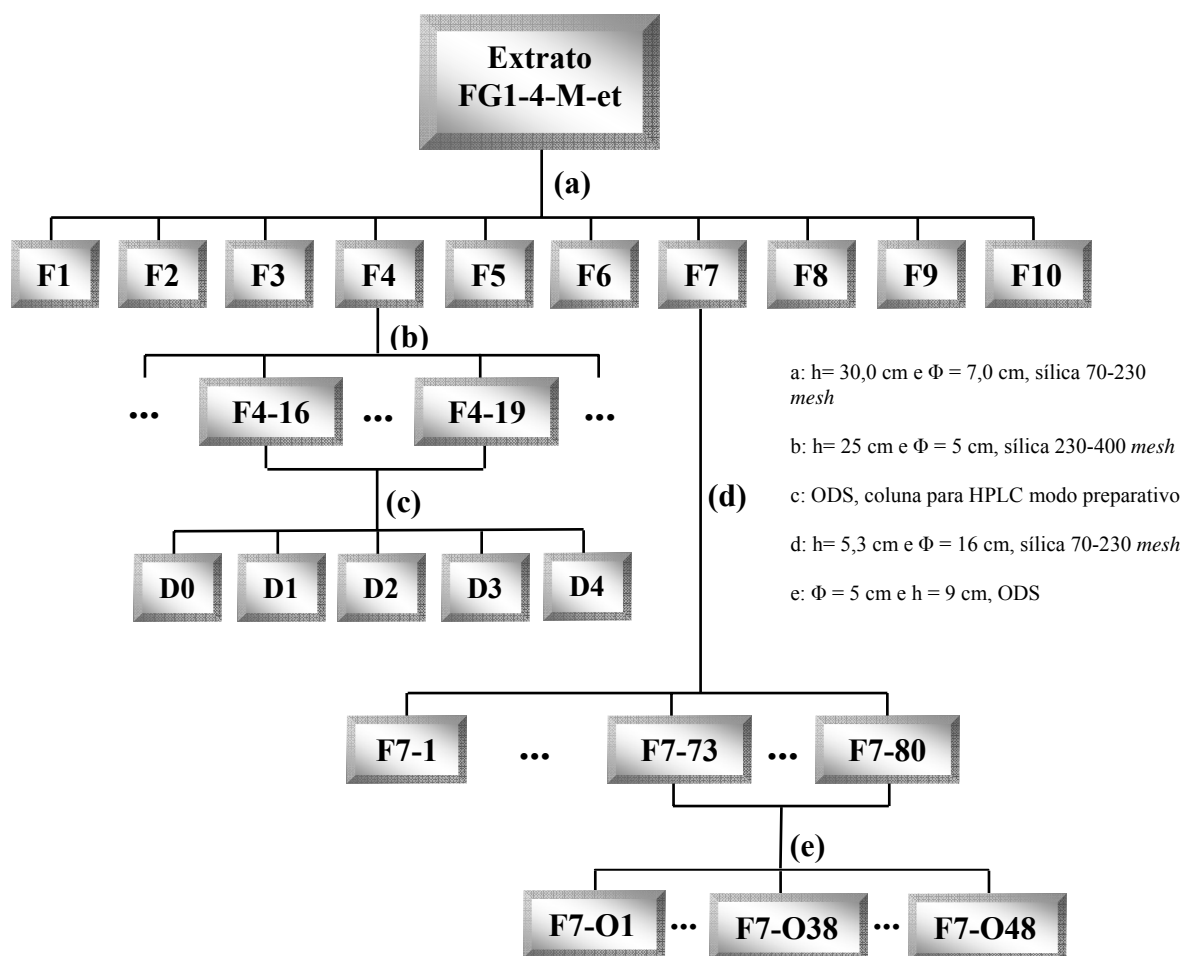 Extrato
FG1-4-M-et
(a)
F1 F2 F3 F4 F5 F6 F7 F8 F9 F10
(b)
... F4-16 ... F4-19 ...
(c)
D0 D1 D2 D3 D4
(d)
a: h= 30,0 cm e Φ = 7,0 cm, sílica 70-230
mesh
b: h= 25 cm e Φ = 5 cm, sílica 230-400 mesh
c: ODS, coluna para HPLC modo preparativo
d: h= 5,3 cm e Φ = 16 cm, sílica 70-230 mesh
e: Φ = 5 cm e h = 9 cm, ODS
F7-1 ... F7-73 ... F7-80
(e)
F7-O1 ... F7-O38 ... F7-O48